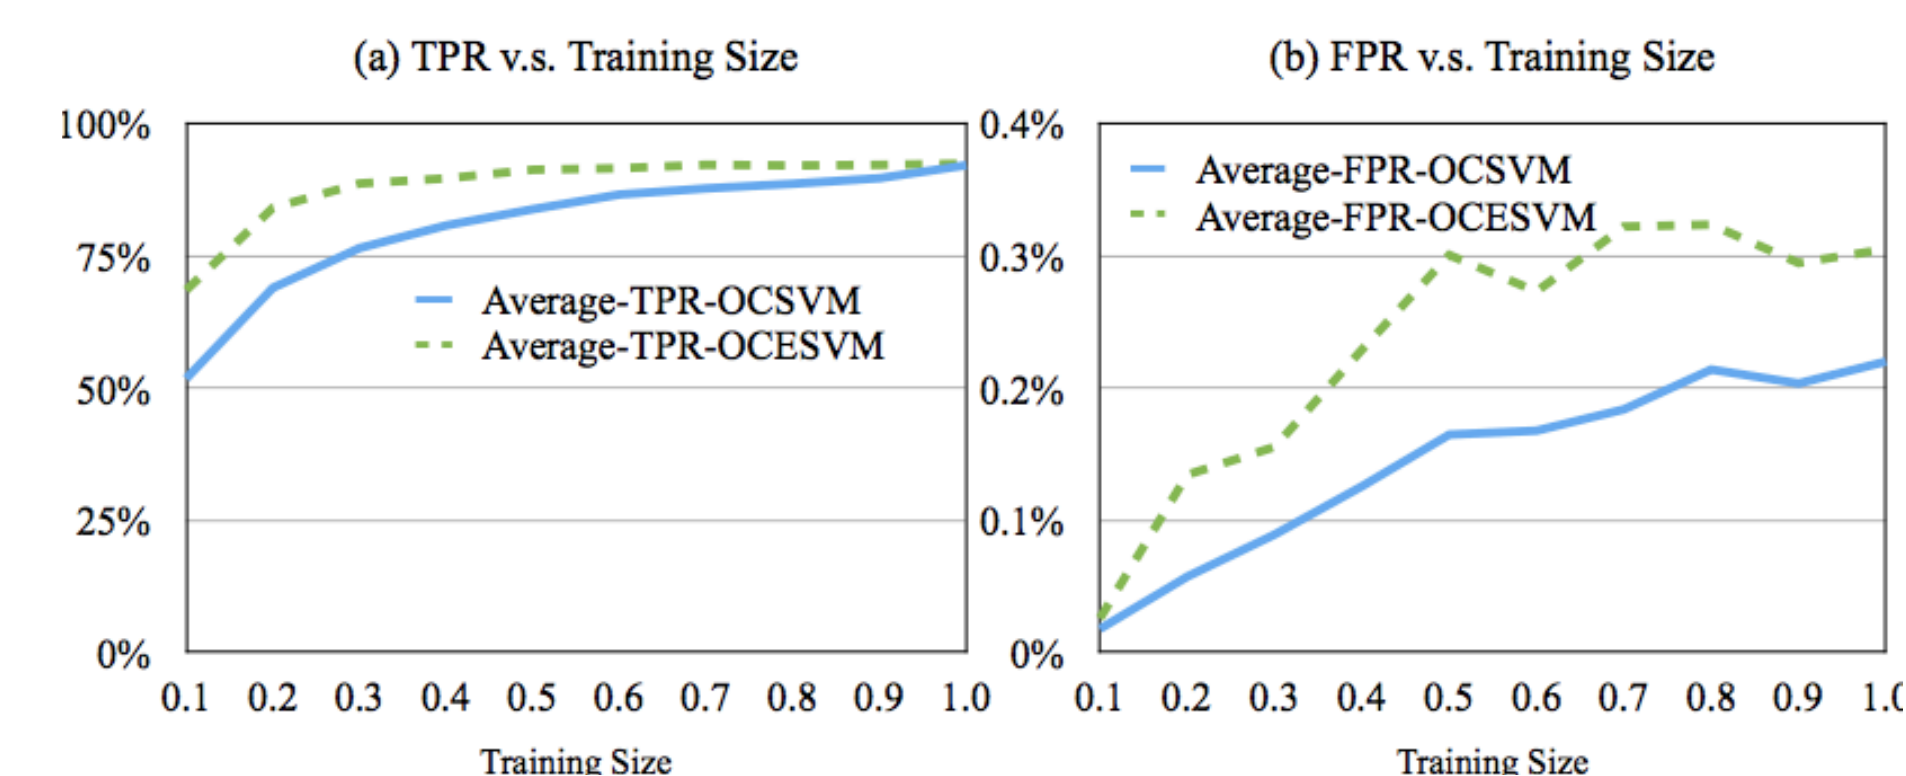 (a) TPR v.s. Training Size
100%
75%
50%
25%
0%
Average-TPR-OCSVM
Average-TPR-OCESVM
0.1 0.2 0.3 0.4 0.5 0.6 0.7 0.8 0.9 1.0
Training Size
(b) FPR v.s. Training Size
0.4%
0.3%
0.2%
0.1%
0%
Average-FPR-OCSVM
Average-FPR-OCESVM
0.1 0.2 0.3 0.4 0.5 0.6 0.7 0.8 0.9 1.0
Training Size